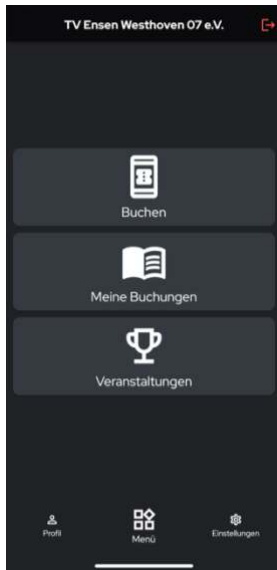 TV Ensen Westhoven 07 e.V.
Buchen
Meine Buchungen
Veranstaltungen
Profil
Menü
Einstellungen